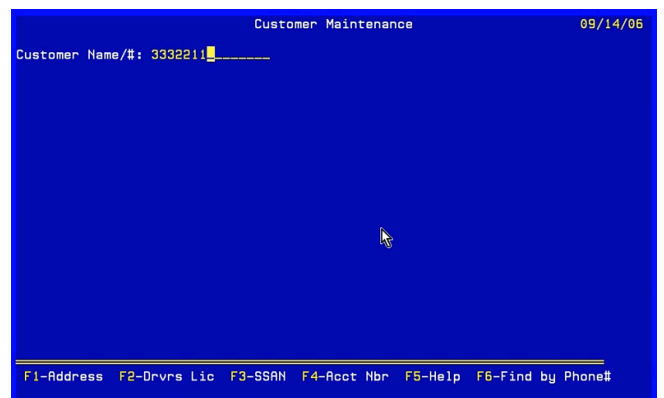 Customer Maintenance 09/14/06
Customer Name/#: 3332211_______
F1-Address F2-Drvrs Lic F3-SSAN F4-Acct Nbr F5-Help F6-Find by Phone#